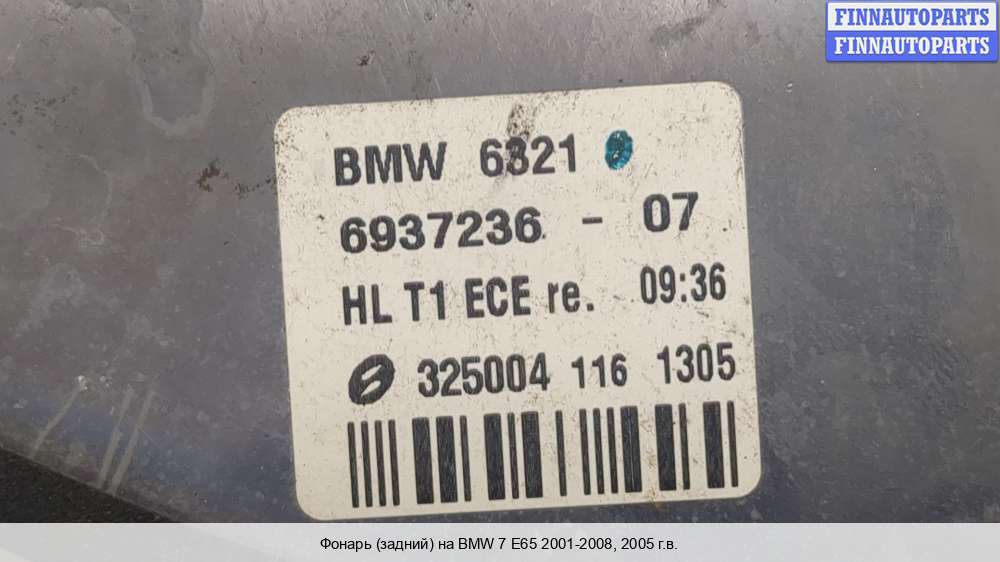 FINNAUTOPARTS
FINNAUTOPARTS
BMW 6321
6937236 - 07
HL T1 ECE re. 09:36
325004 116 1305
Фонарь (задний) на BMW 7 E65 2001-2008, 2005 г.в.